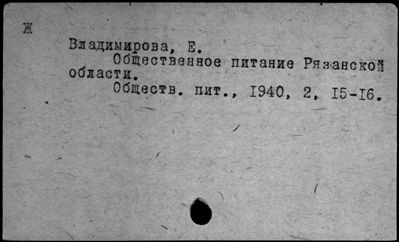 Ж
Владимирова, Е.
Общественное питание Рязанской
области.
Обществ. пит., 1940, 2, 15-16.